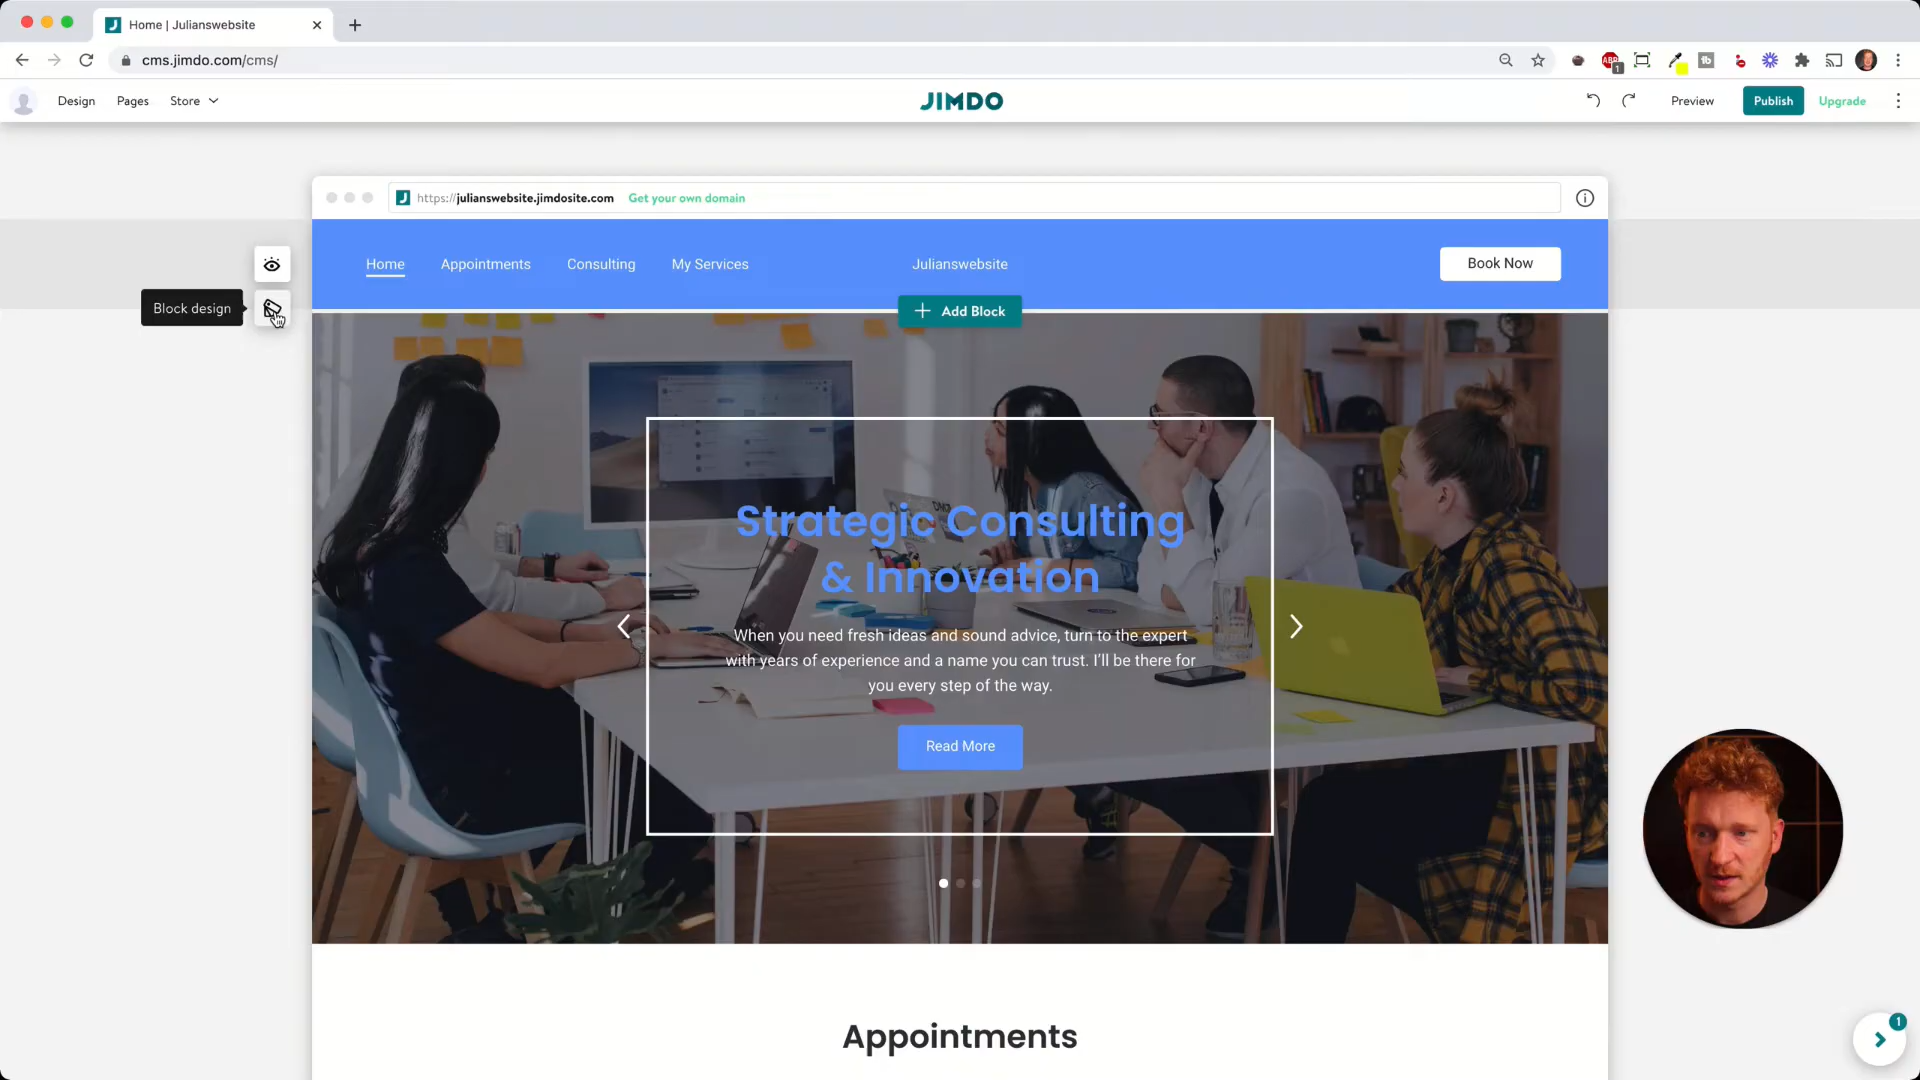 Home | Julianswebsite
cms.jimdo.com/cms/
ABP
1
tb
Design Pages Store JIMDO Preview Publish Upgrade
https://julianswebsite.jimdosite.com Get your own domain
Home Appointments Consulting My Services Julianswebsite Book Now
Block design
Add Block
Strategic Consulting
& Innovation
When you need fresh ideas and sound advice, turn to the expert
with years of experience and a name you can trust. I'll be there for
you every step of the way.
Read More
Appointments
1